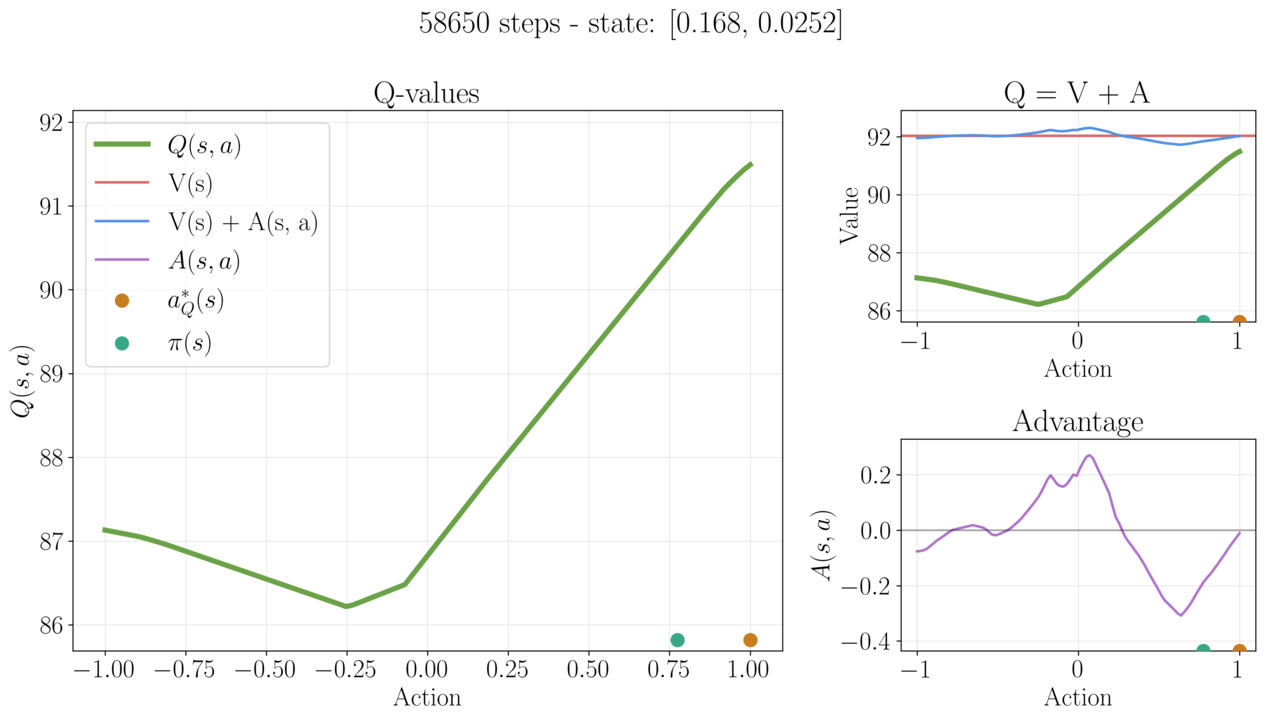 58650 steps - state: [0.168, 0.0252]
Q-values
92
91
90
89
88
87
86
Q(s, a)
−1.00
−0.75
−0.50
−0.25
0.00
0.25
0.50
0.75
1.00
Action
Q(s, a)
V(s)
V(s) + A(s, a)
A(s, a)
a*Q(s)
π(s)
Q = V + A
92
90
88
86
Value
−1
0
1
Action
Advantage
0.2
0.0
−0.2
−0.4
A(s, a)
−1
0
1
Action